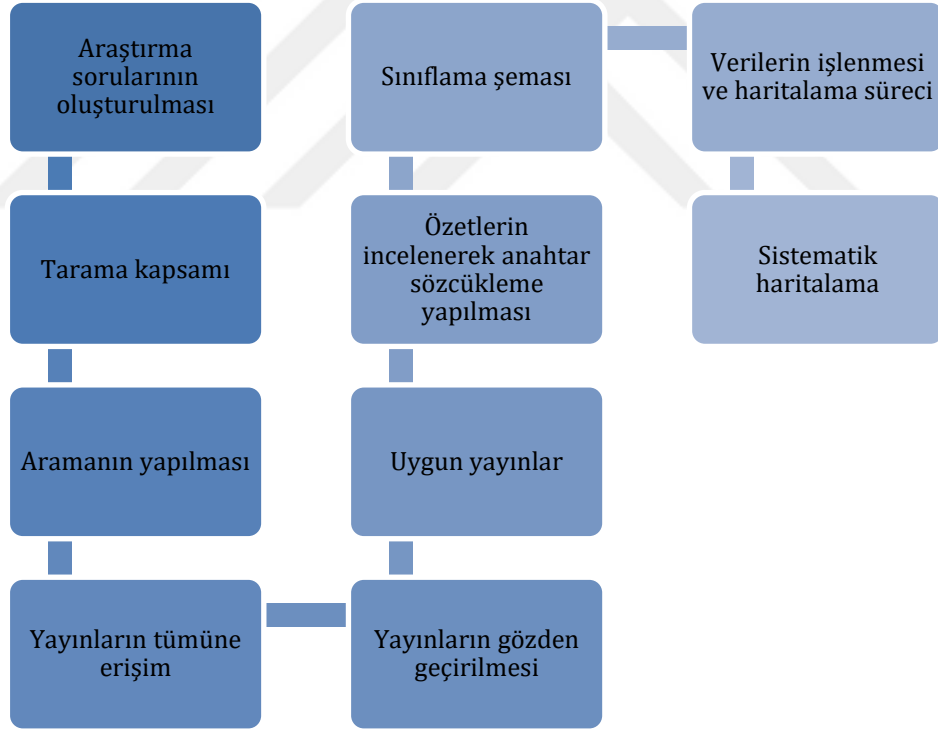 Araştırma
sorularının
oluşturulması
Tarama kapsamı
Aramanın yapılması
Yayınların tümüne
erişim
Yayınların gözden
geçirilmesi
Uygun yayınlar
Özetlerin
incelenerek anahtar
sözcükleme
yapılması
Sınıflama şeması
Verilerin işlenmesi
ve haritalama süreci
Sistematik
haritalama